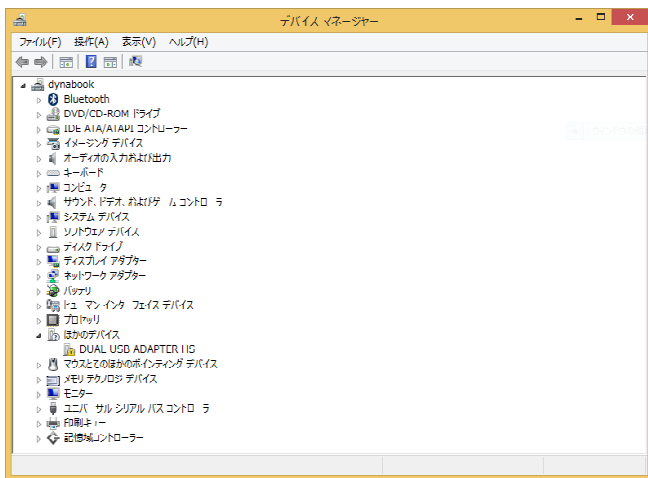 デバイス マネージャー
ファイル(F) 操作(A) 表示(V) ヘルプ(H)
dynabook
Bluetooth
DVD/CD-ROM ドライブ
IDE ATA/ATAPI コントローラー
イメージング デバイス
オーディオの入力および出力
キーボード
コンピューター
サウンド、ビデオ、およびゲーム コントローラー
システム デバイス
ソフトウェア デバイス
ディスク ドライブ
ディスプレイ アダプター
ネットワーク アダプター
バッテリ
ヒューマン インターフェイス デバイス
プロセッサ
ほかのデバイス
DUAL USB ADAPTER HS
マウスとそのほかのポインティング デバイス
メモリ テクノロジ デバイス
モニター
ユニバーサル シリアル バス コントローラー
印刷キュー
記憶域コントローラー